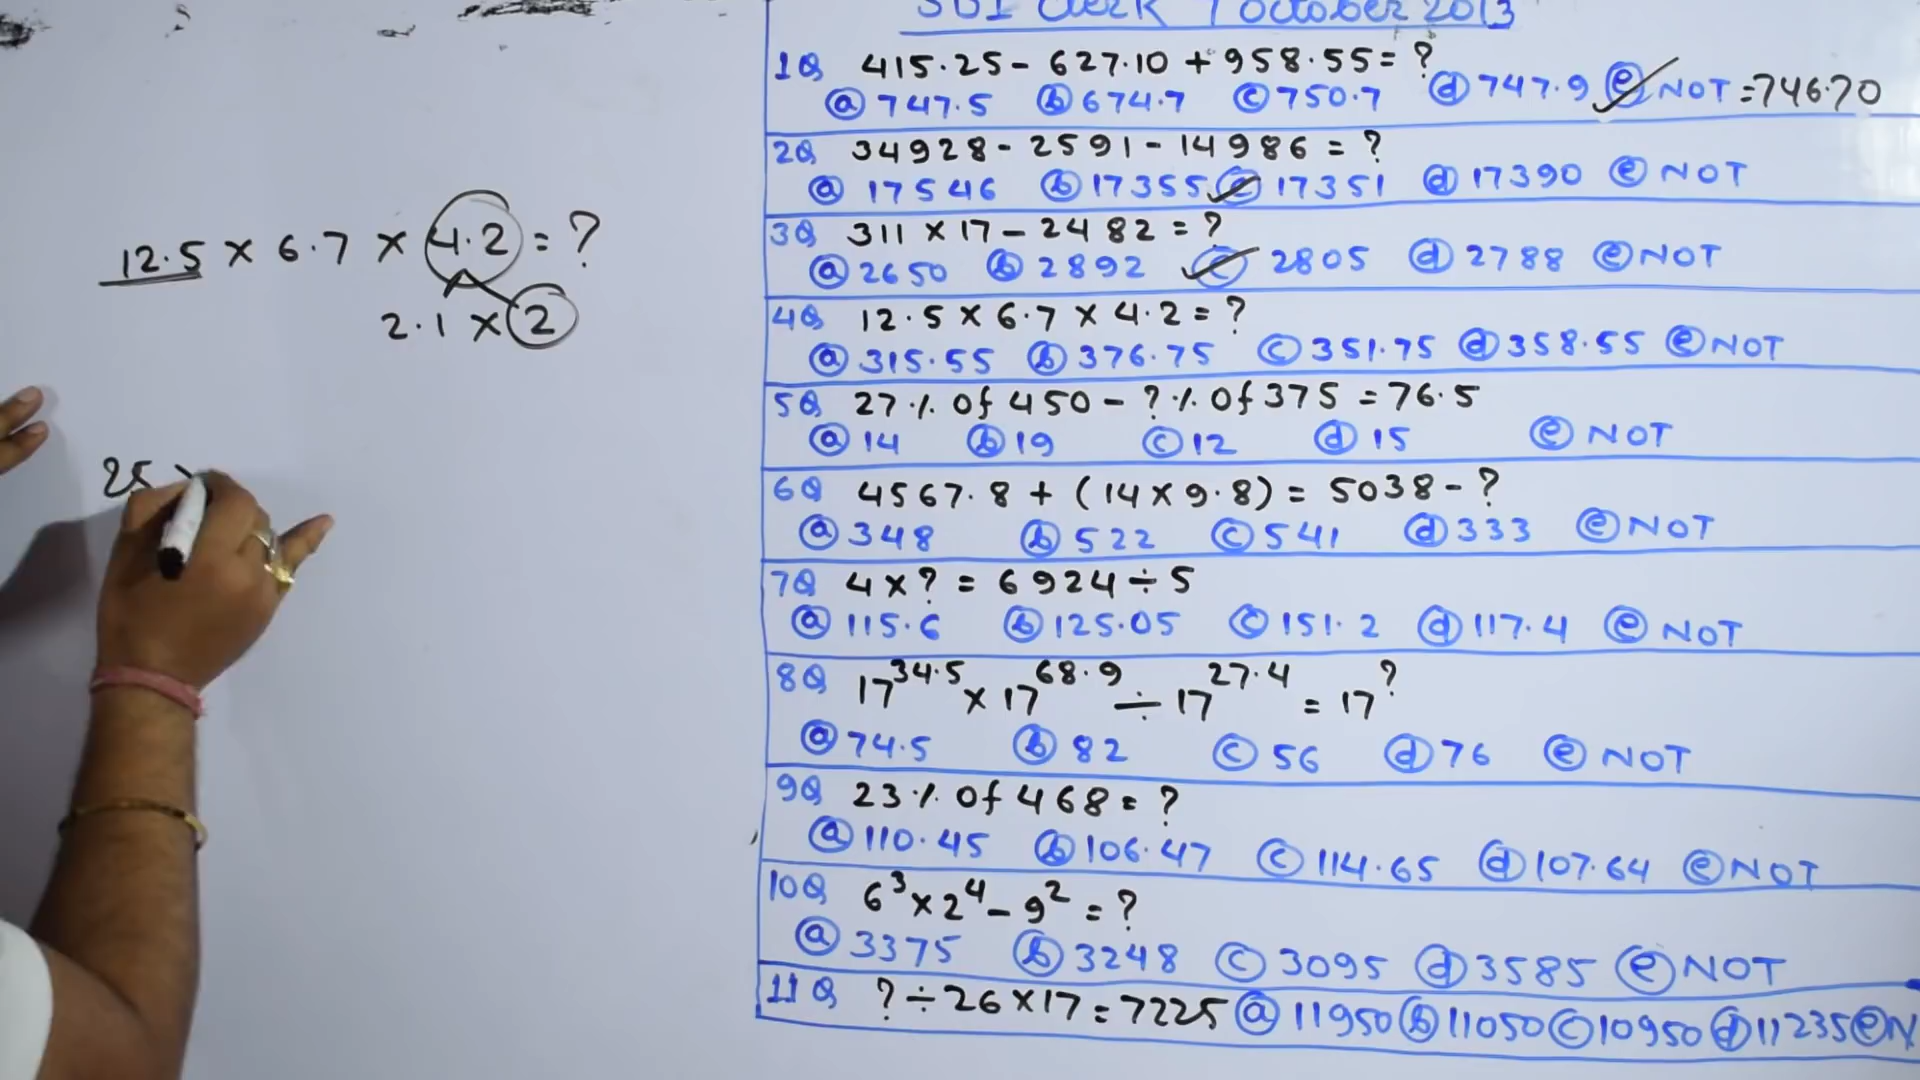 SBI Clerk 7 October 2013
12.5 × 6.7 × 4.2 = ?
2.1 × 2
25 ×
1Q 415.25 - 627.10 + 958.55 = ?
ⓐ 747.5 ⓑ 674.7 ⓒ 750.7 ⓓ 747.9 ⓔ NOT = 746.70
2Q 34928 - 2591 - 14986 = ?
ⓐ 17546 ⓑ 17355 ⓒ 17351 ⓓ 17390 ⓔ NOT
3Q 311 × 17 - 2482 = ?
ⓐ 2650 ⓑ 2892 ⓒ 2805 ⓓ 2788 ⓔ NOT
4Q 12.5 × 6.7 × 4.2 = ?
ⓐ 315.55 ⓑ 376.75 ⓒ 351.75 ⓓ 358.55 ⓔ NOT
5Q 27% Of 450 - ?% Of 375 = 76.5
ⓐ 14 ⓑ 19 ⓒ 12 ⓓ 15 ⓔ NOT
6Q 4567.8 + (14 × 9.8) = 5038 - ?
ⓐ 348 ⓑ 522 ⓒ 541 ⓓ 333 ⓔ NOT
7Q 4 × ? = 6924 ÷ 5
ⓐ 115.6 ⓑ 125.05 ⓒ 151.2 ⓓ 117.4 ⓔ NOT
8Q 17^34.5 × 17^68.9 ÷ 17^27.4 = 17^?
ⓐ 74.5 ⓑ 82 ⓒ 56 ⓓ 76 ⓔ NOT
9Q 23% Of 468 = ?
ⓐ 110.45 ⓑ 106.47 ⓒ 114.65 ⓓ 107.64 ⓔ NOT
10Q 6³ × 2⁴ - 9² = ?
ⓐ 3375 ⓑ 3248 ⓒ 3095 ⓓ 3585 ⓔ NOT
11Q ? ÷ 26 × 17 = 7225 ⓐ 11950 ⓑ 11050 ⓒ 10950 ⓓ 11235 ⓔ N